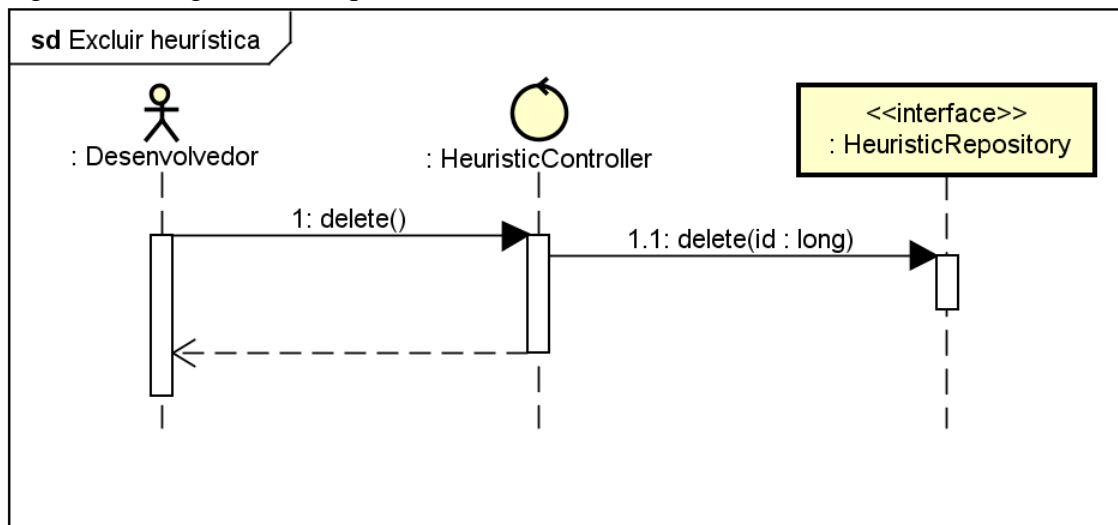 sd Excluir heurística
: Desenvolvedor
: HeuristicController
<<interface>>
: HeuristicRepository
1: delete()
1.1: delete(id : long)